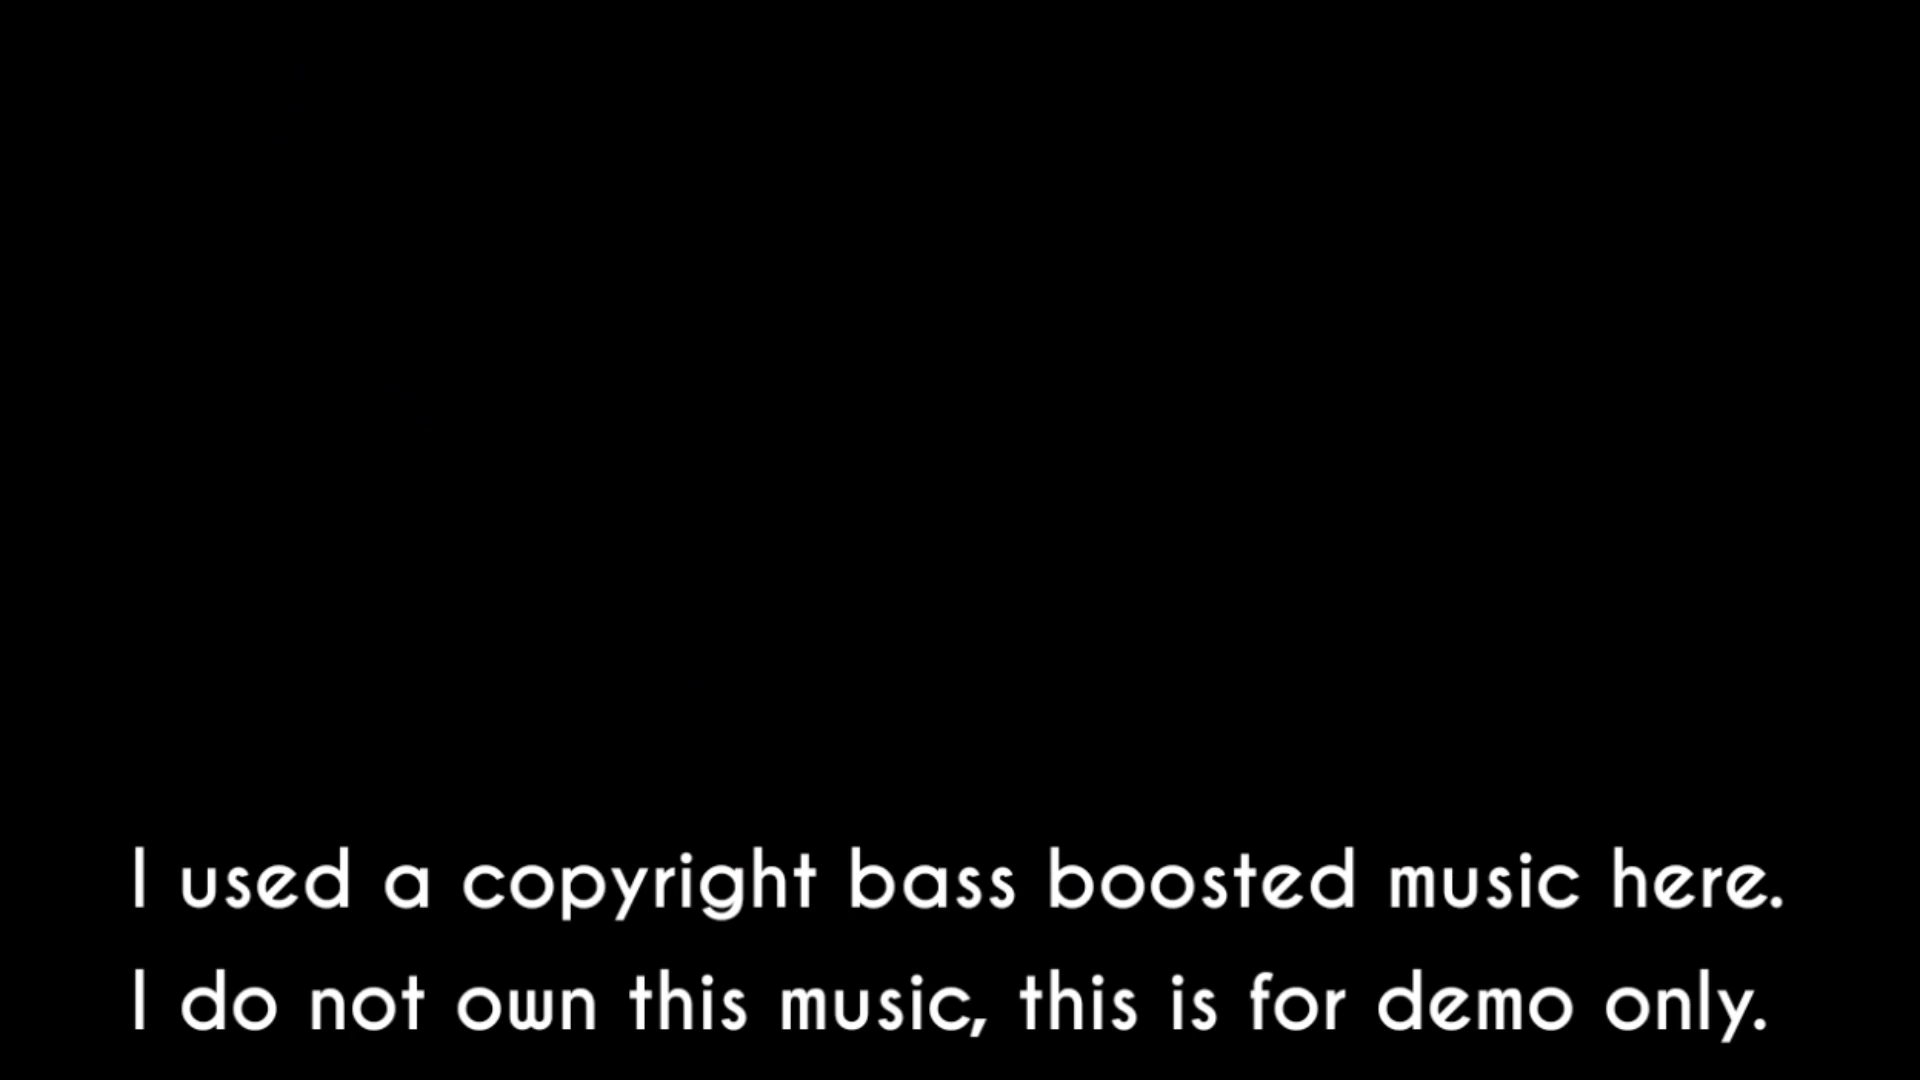 I used a copyright bass boosted music here.
I do not own this music, this is for demo only.